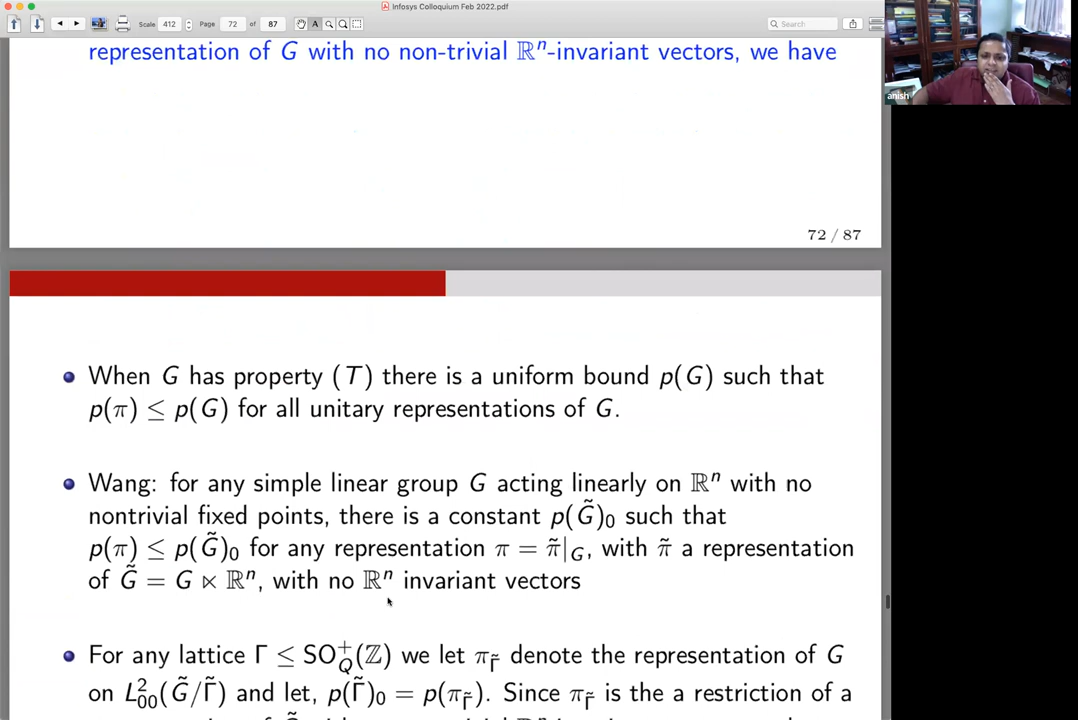 Infosys Colloquium Feb 2022.pdf
Scale 412 Page 72 of 87 Search
anish
representation of G with no non-trivial ℝⁿ-invariant vectors, we have
72 / 87
When G has property (T) there is a uniform bound p(G) such that
p(π) ≤ p(G) for all unitary representations of G.
Wang: for any simple linear group G acting linearly on ℝⁿ with no
nontrivial fixed points, there is a constant p(G̃)₀ such that
p(π) ≤ p(G̃)₀ for any representation π = π̃|_G, with π̃ a representation
of G̃ = G ⋉ ℝⁿ, with no ℝⁿ invariant vectors
For any lattice Γ ≤ SO⁺_Q(ℤ) we let π_Γ̃ denote the representation of G
on L²₀₀(G̃/Γ̃) and let, p(Γ̃)₀ = p(π_Γ̃). Since π_Γ̃ is the a restriction of a